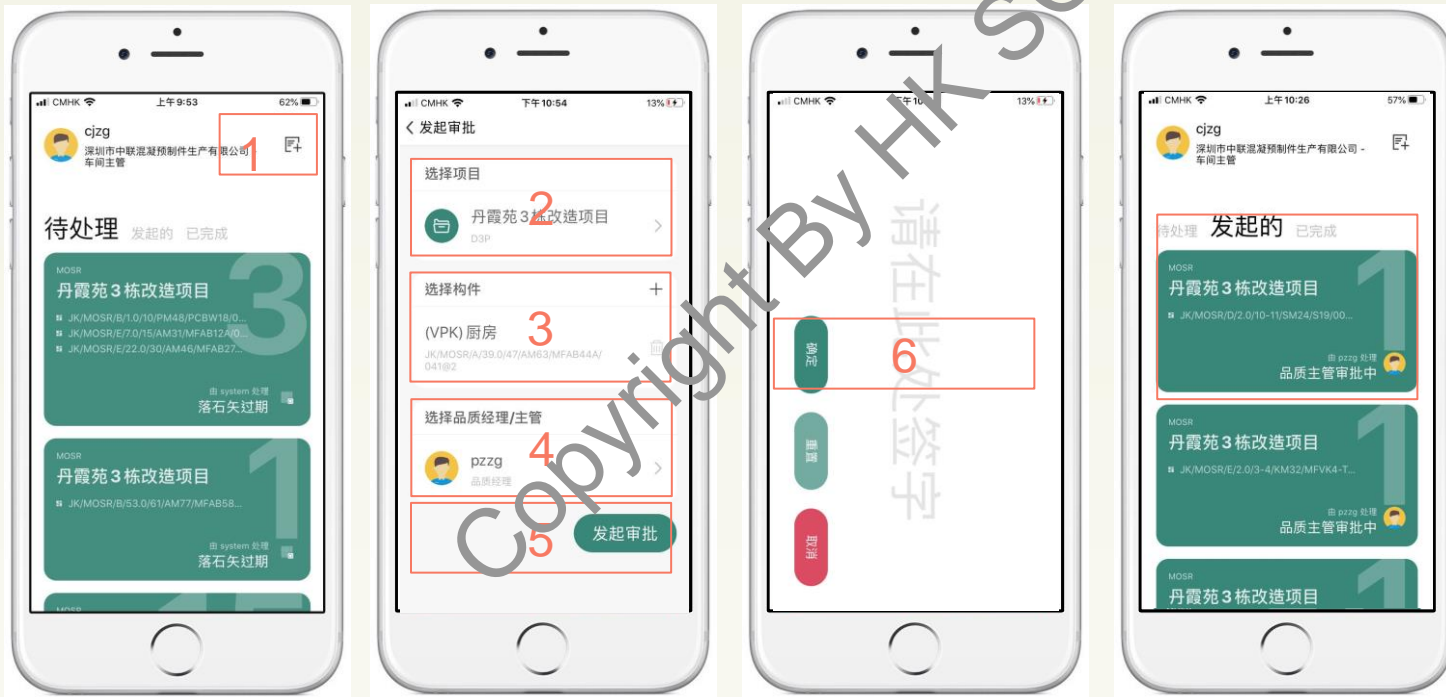 CMHK 上午9:53 62%
cjzg
深圳市中联混凝预制件生产有限公司 -
车间主管
1
待处理 发起的 已完成
MOSR
丹霞苑3栋改造项目
3
JK/MOSR/B/1.0/10/PM48/PCBW18/0...
JK/MOSR/E/7.0/15/AM31/MFAB12A/0...
JK/MOSR/E/22.0/30/AM46/MFAB27...
由 system 处理
落石矢过期
MOSR
丹霞苑3栋改造项目
1
JK/MOSR/B/53.0/61/AM77/MFAB58...
由 system 处理
落石矢过期
MOSR
CMHK 下午10:54 13%
发起审批
选择项目
2
丹霞苑3栋改造项目
D3P
选择构件 +
3
(VPK) 厨房
JK/MOSR/A/39.0/47/AM63/MFAB44A/
041@2
选择品质经理/主管
4
pzzg
品质经理
5
发起审批
CMHK 下午10 13%
请在此处签字
确定
6
重置
取消
CMHK 上午10:26 57%
cjzg
深圳市中联混凝预制件生产有限公司 -
车间主管
待处理 发起的 已完成
MOSR
丹霞苑3栋改造项目
1
JK/MOSR/D/2.0/10-11/SM24/S19/00...
由 pzzg 处理
品质主管审批中
MOSR
丹霞苑3栋改造项目
1
JK/MOSR/E/2.0/3-4/KM32/MFVK4-T...
由 pzzg 处理
品质主管审批中
MOSR
丹霞苑3栋改造项目
1
Copyright By HK